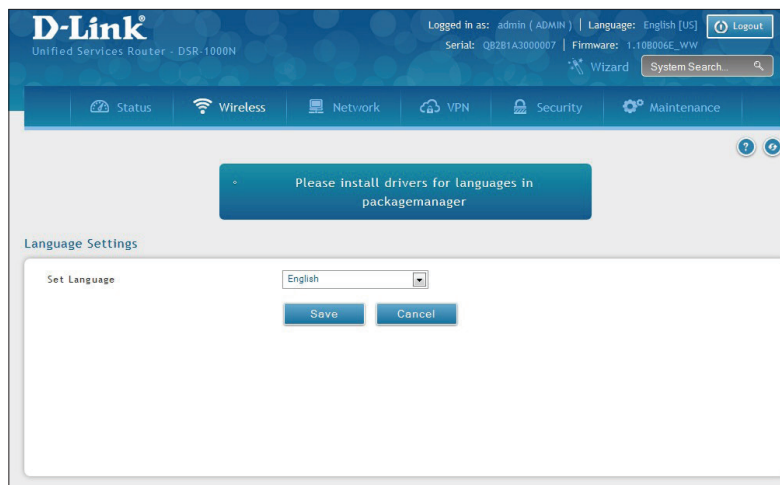 D-Link®
Unified Services Router - DSR-1000N
Logged in as: admin ( ADMIN ) | Language: English [US]
Logout
Serial: QB2B1A3000007 | Firmware: 1.10B006E_WW
Wizard
System Search...
Status
Wireless
Network
VPN
Security
Maintenance
Please install drivers for languages in
packagemanager
Language Settings
Set Language
English
Save
Cancel